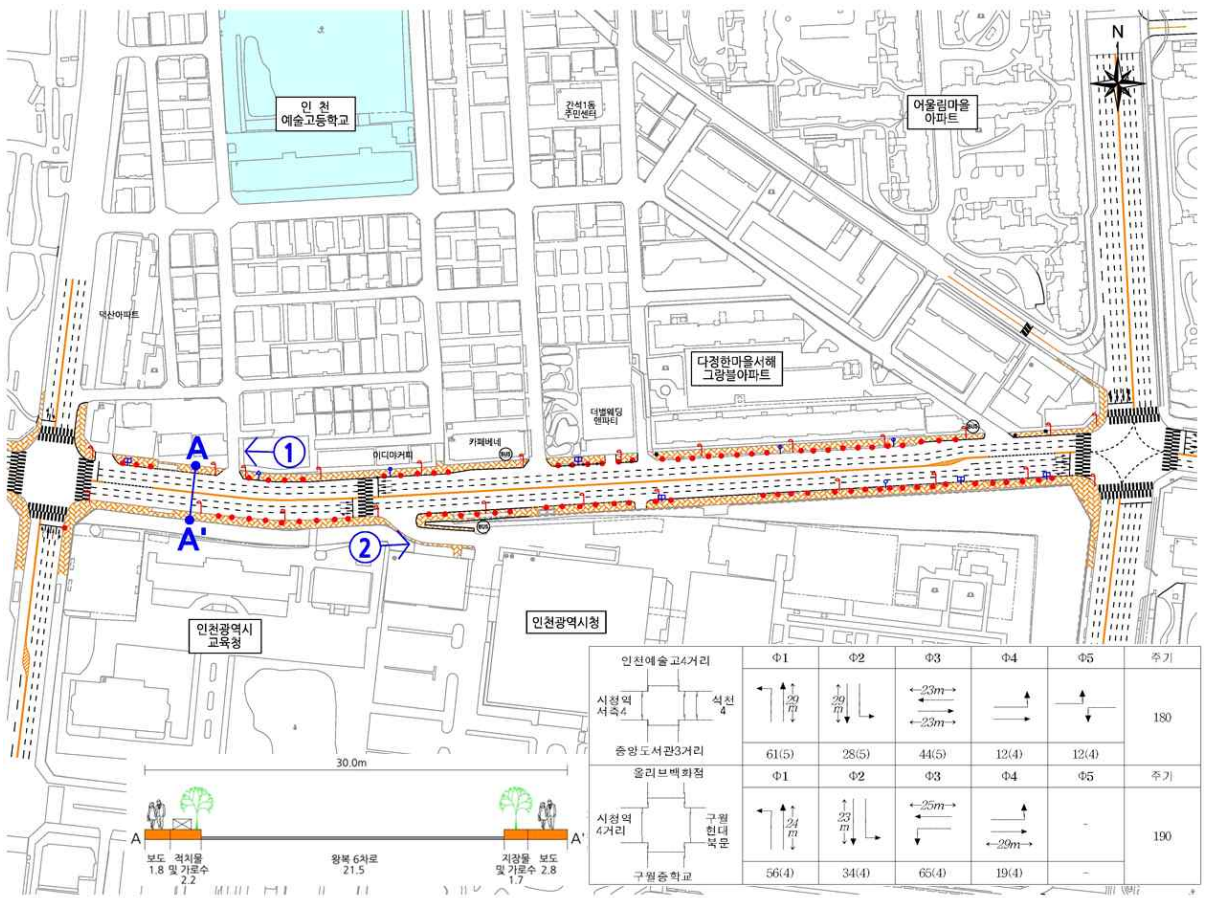 N
인 천
예술고등학교
간석1동
주민센터
어울림마을
아파트
덕산아파트
다정한마을서해
그랑블아파트
더밸웨딩
앤파티
카페베네
이디야커피
BUS
BUS
BUS
A
①
A'
②
인천광역시
교육청
인천광역시청
인천예술고4거리 Φ1 Φ2 Φ3 Φ4 Φ5 주기
시청역
서측4
석천
4
29m 29m 23m 23m 180
중앙도서관3거리 61(5) 28(5) 44(5) 12(4) 12(4)
올리브백화점 Φ1 Φ2 Φ3 Φ4 Φ5 주기
시청역
4거리
구월
현대
북문
24m 23m 25m 29m - 190
구월중학교 56(4) 34(4) 65(4) 19(4) -
30.0m
A A'
보도
1.8
적치물
및 가로수
2.2
왕복 6차로
21.5
지장물
및 가로수
1.7
보도
2.8